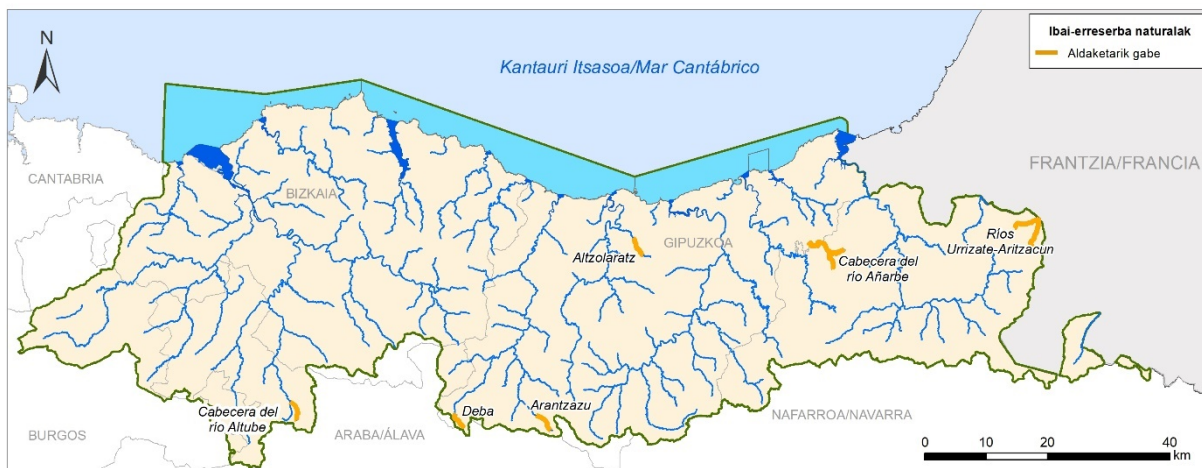 Ibai-erreserba naturalak
Aldaketarik gabe
N
Kantauri Itsasoa/Mar Cantábrico
FRANTZIA/FRANCIA
CANTABRIA
BIZKAIA
GIPUZKOA
Ríos
Urrizate-Aritzacun
Altzolaratz
Cabecera del
río Añarbe
Cabecera del
río Altube
Deba
Arantzazu
NAFARROA/NAVARRA
BURGOS
ARABA/ÁLAVA
0 10 20 40
km